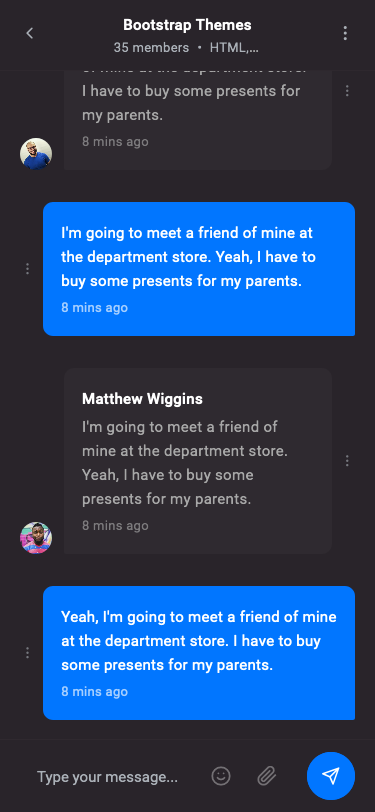 Bootstrap Themes
35 members • HTML,...
of mine at the department store.
I have to buy some presents for
my parents.
8 mins ago
I'm going to meet a friend of mine at
the department store. Yeah, I have to
buy some presents for my parents.
8 mins ago
Matthew Wiggins
I'm going to meet a friend of
mine at the department store.
Yeah, I have to buy some
presents for my parents.
8 mins ago
Yeah, I'm going to meet a friend of mine
at the department store. I have to buy
some presents for my parents.
8 mins ago
Type your message...